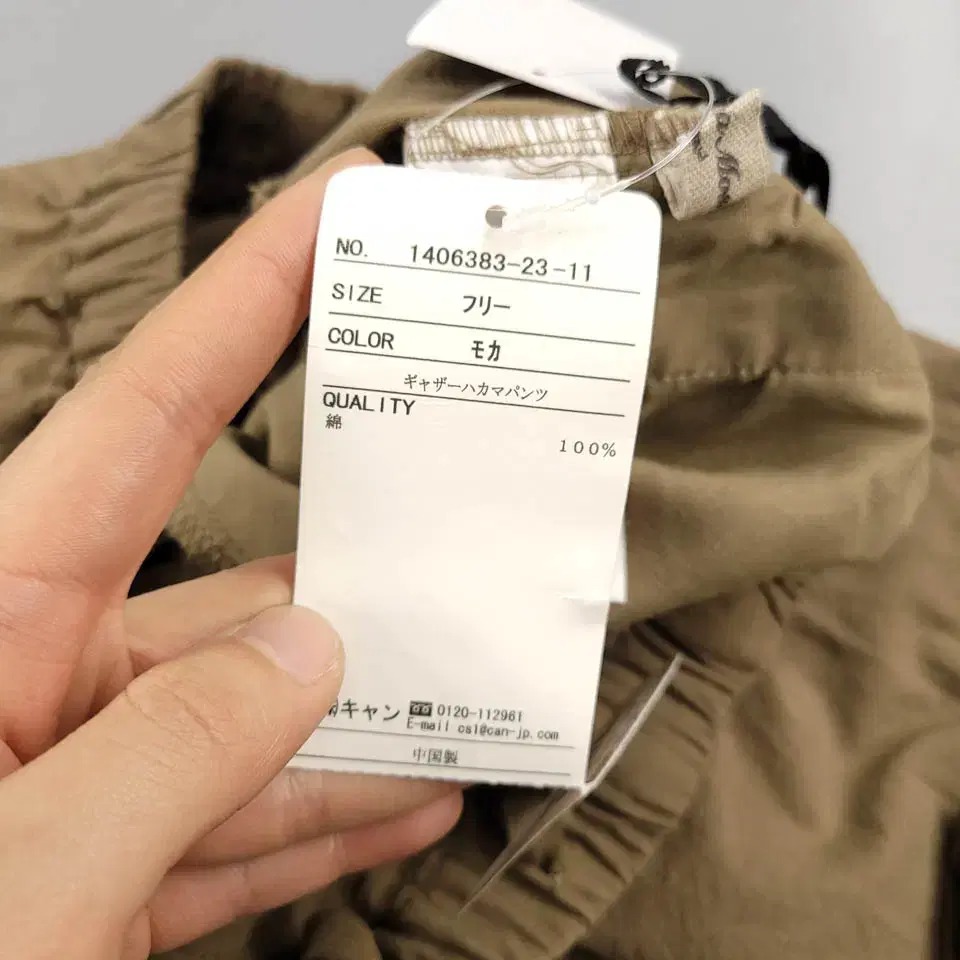 NO. 1406383-23-11
SIZE フリー
COLOR モカ
ギャザーハカマパンツ
QUALITY
綿
100%
キャン 0120-112961
E-mail cs1@can-jp.com
中国製